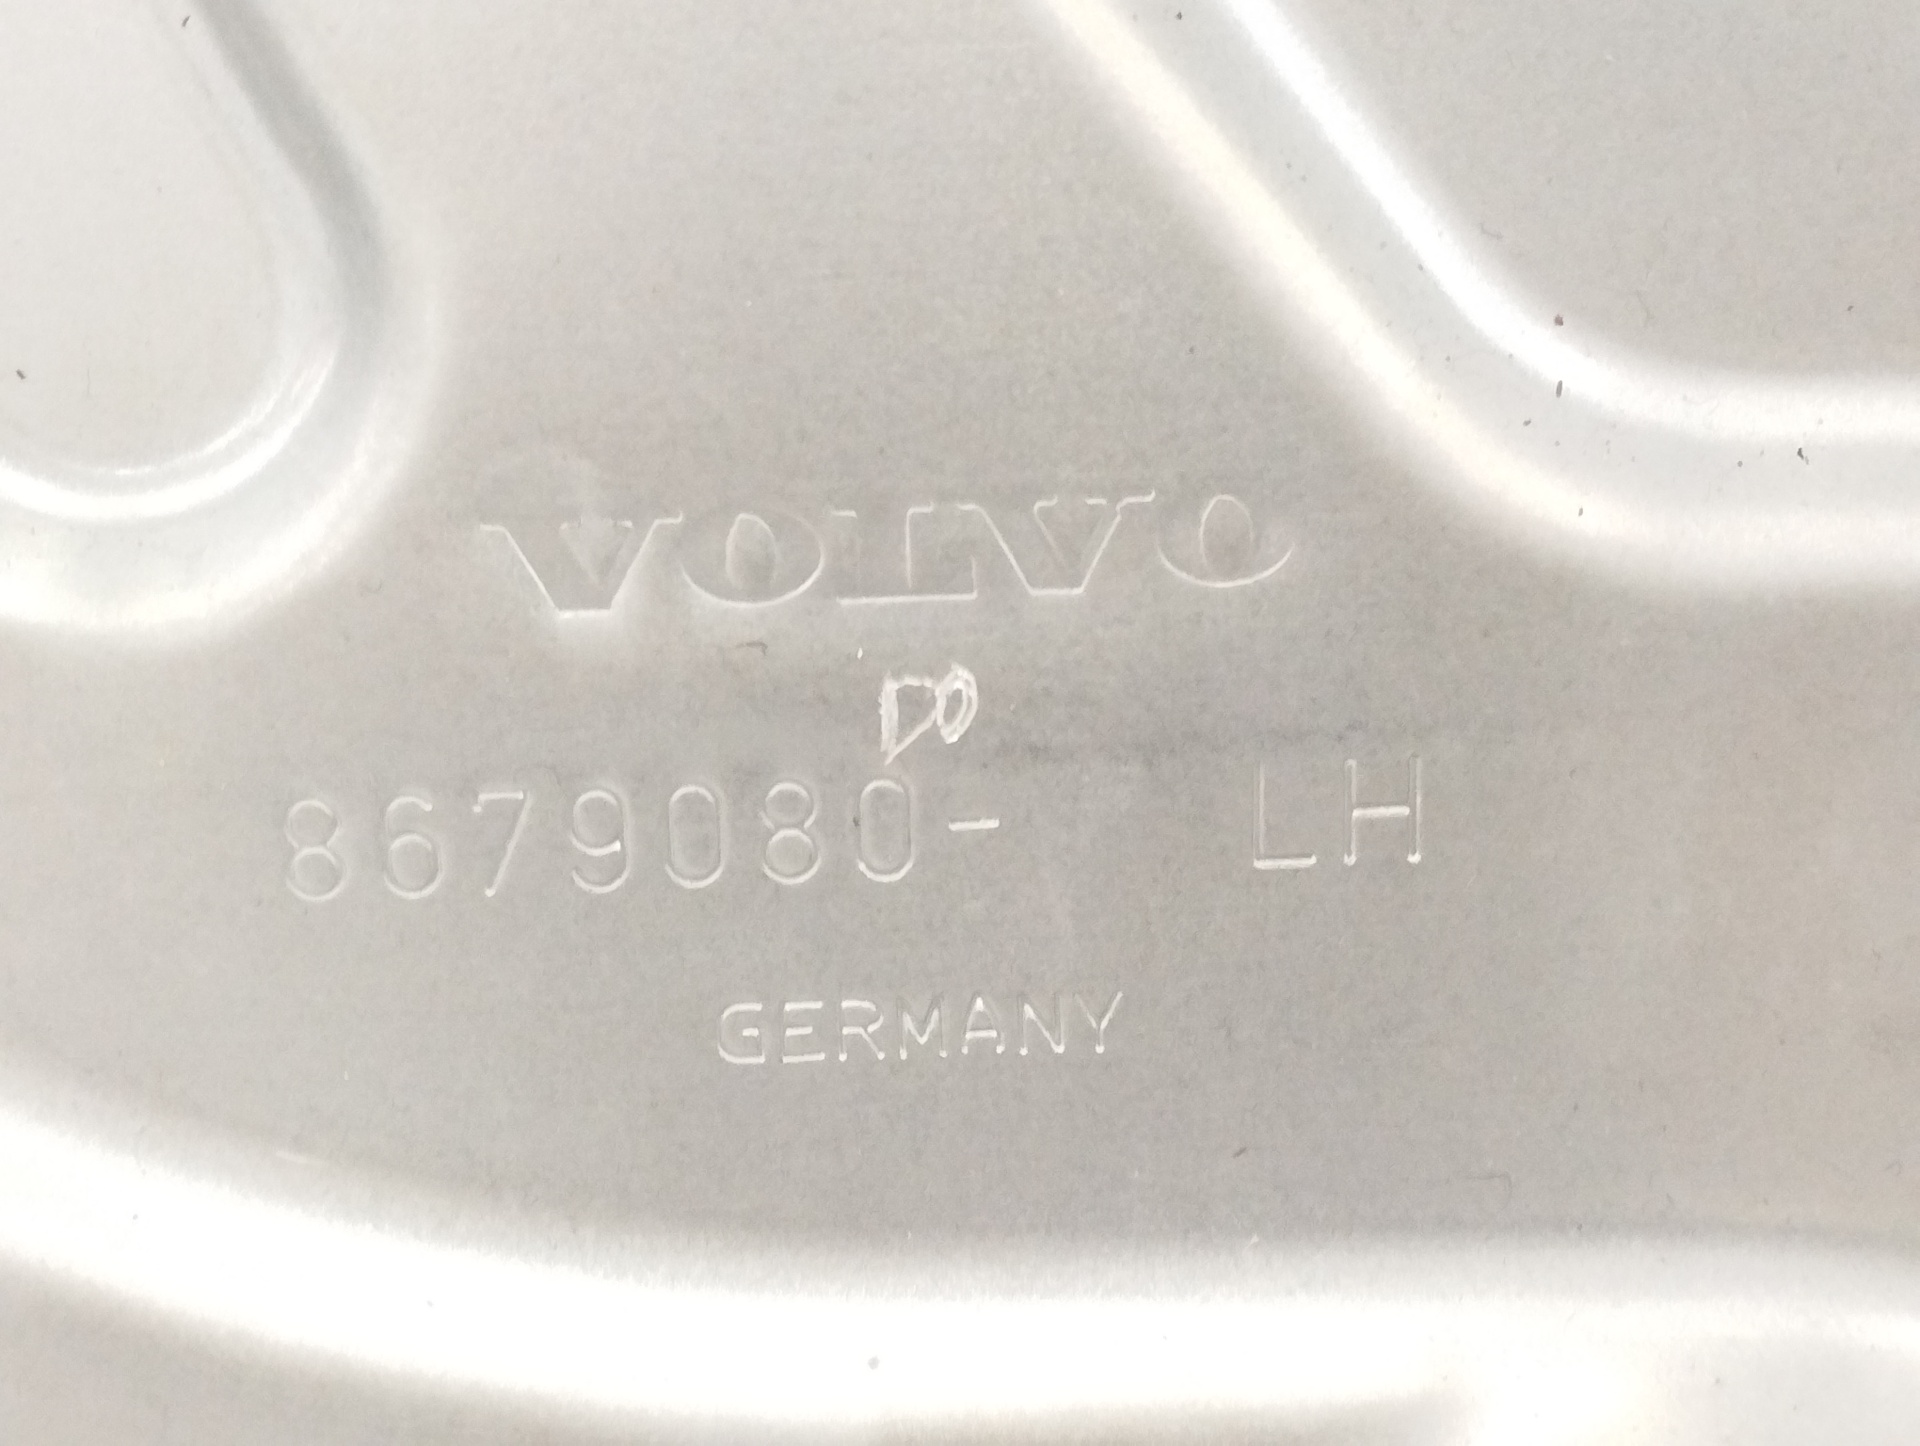 VOLVO
DO
8679080- LH
GERMANY